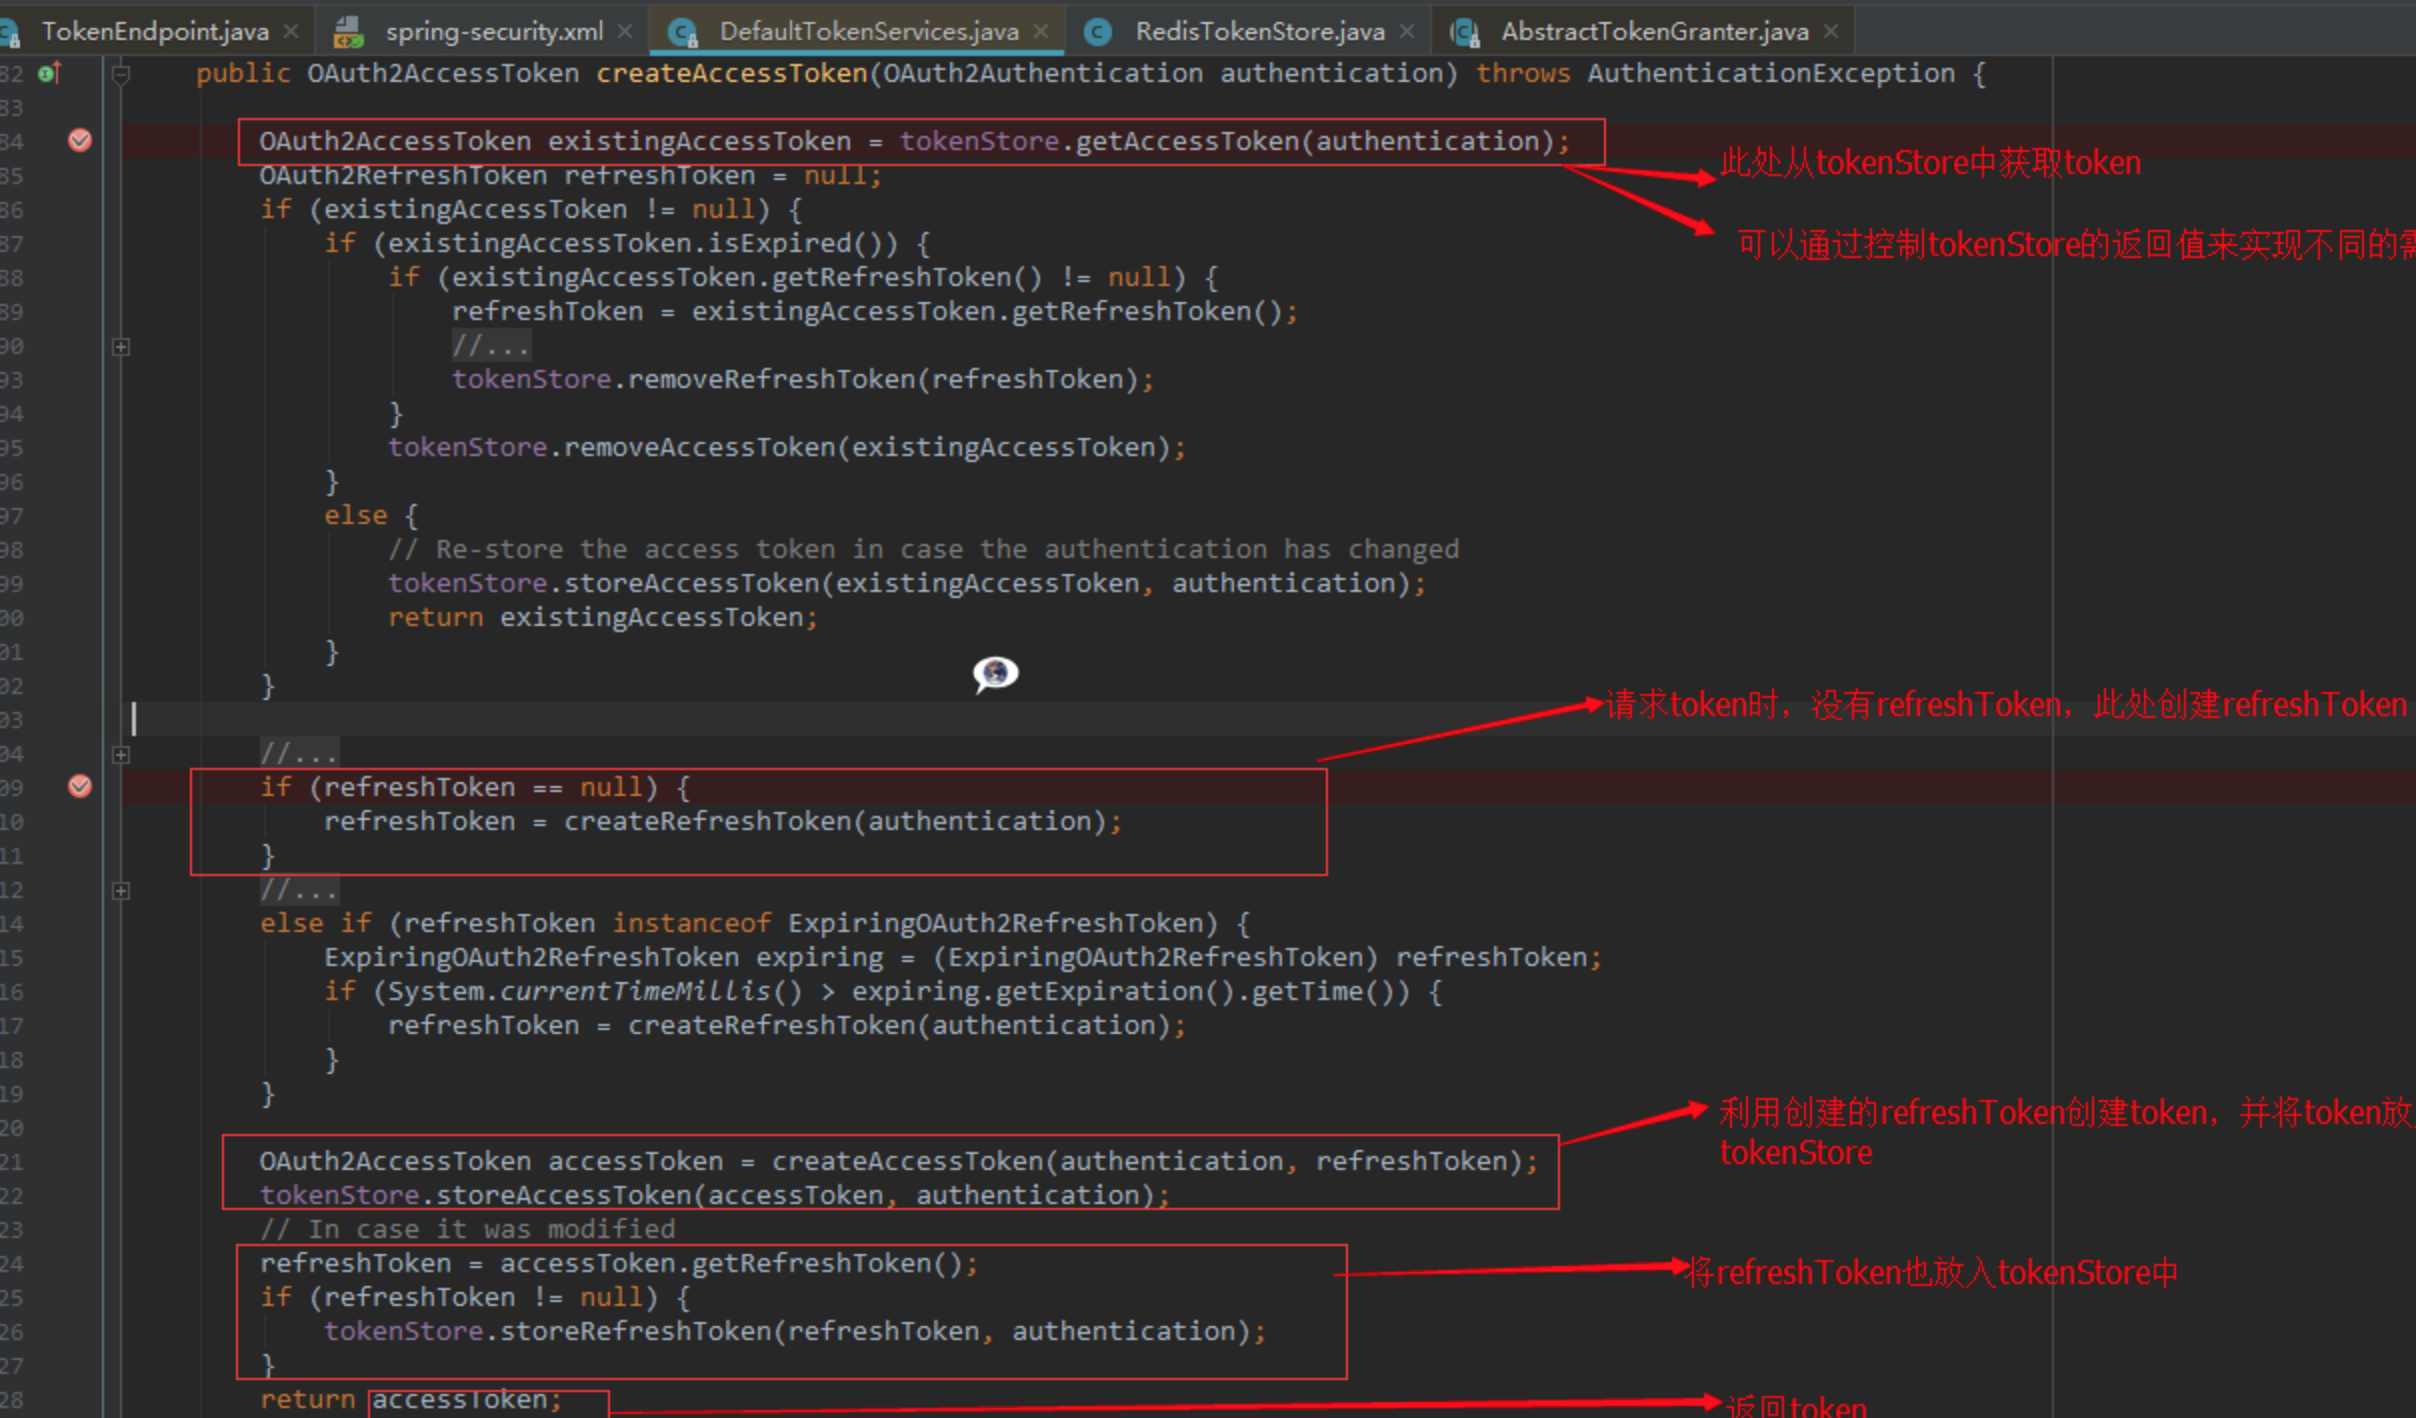 TokenEndpoint.java spring-security.xml DefaultTokenServices.java RedisTokenStore.java AbstractTokenGranter.java
82 public OAuth2AccessToken createAccessToken(OAuth2Authentication authentication) throws AuthenticationException {
83
84 OAuth2AccessToken existingAccessToken = tokenStore.getAccessToken(authentication);
此处从tokenStore中获取token
85 OAuth2RefreshToken refreshToken = null;
86 if (existingAccessToken != null) {
87 if (existingAccessToken.isExpired()) {
可以通过控制tokenStore的返回值来实现不同的需
88 if (existingAccessToken.getRefreshToken() != null) {
89 refreshToken = existingAccessToken.getRefreshToken();
90 //...
93 tokenStore.removeRefreshToken(refreshToken);
94 }
95 tokenStore.removeAccessToken(existingAccessToken);
96 }
97 else {
98 // Re-store the access token in case the authentication has changed
99 tokenStore.storeAccessToken(existingAccessToken, authentication);
00 return existingAccessToken;
01 }
02 }
03
请求token时，没有refreshToken，此处创建refreshToken
04 //...
09 if (refreshToken == null) {
10 refreshToken = createRefreshToken(authentication);
11 }
12 //...
14 else if (refreshToken instanceof ExpiringOAuth2RefreshToken) {
15 ExpiringOAuth2RefreshToken expiring = (ExpiringOAuth2RefreshToken) refreshToken;
16 if (System.currentTimeMillis() > expiring.getExpiration().getTime()) {
17 refreshToken = createRefreshToken(authentication);
18 }
19 }
20
利用创建的refreshToken创建token，并将token放
tokenStore
21 OAuth2AccessToken accessToken = createAccessToken(authentication, refreshToken);
22 tokenStore.storeAccessToken(accessToken, authentication);
23 // In case it was modified
24 refreshToken = accessToken.getRefreshToken();
将refreshToken也放入tokenStore中
25 if (refreshToken != null) {
26 tokenStore.storeRefreshToken(refreshToken, authentication);
27 }
28 return accessToken;
返回token